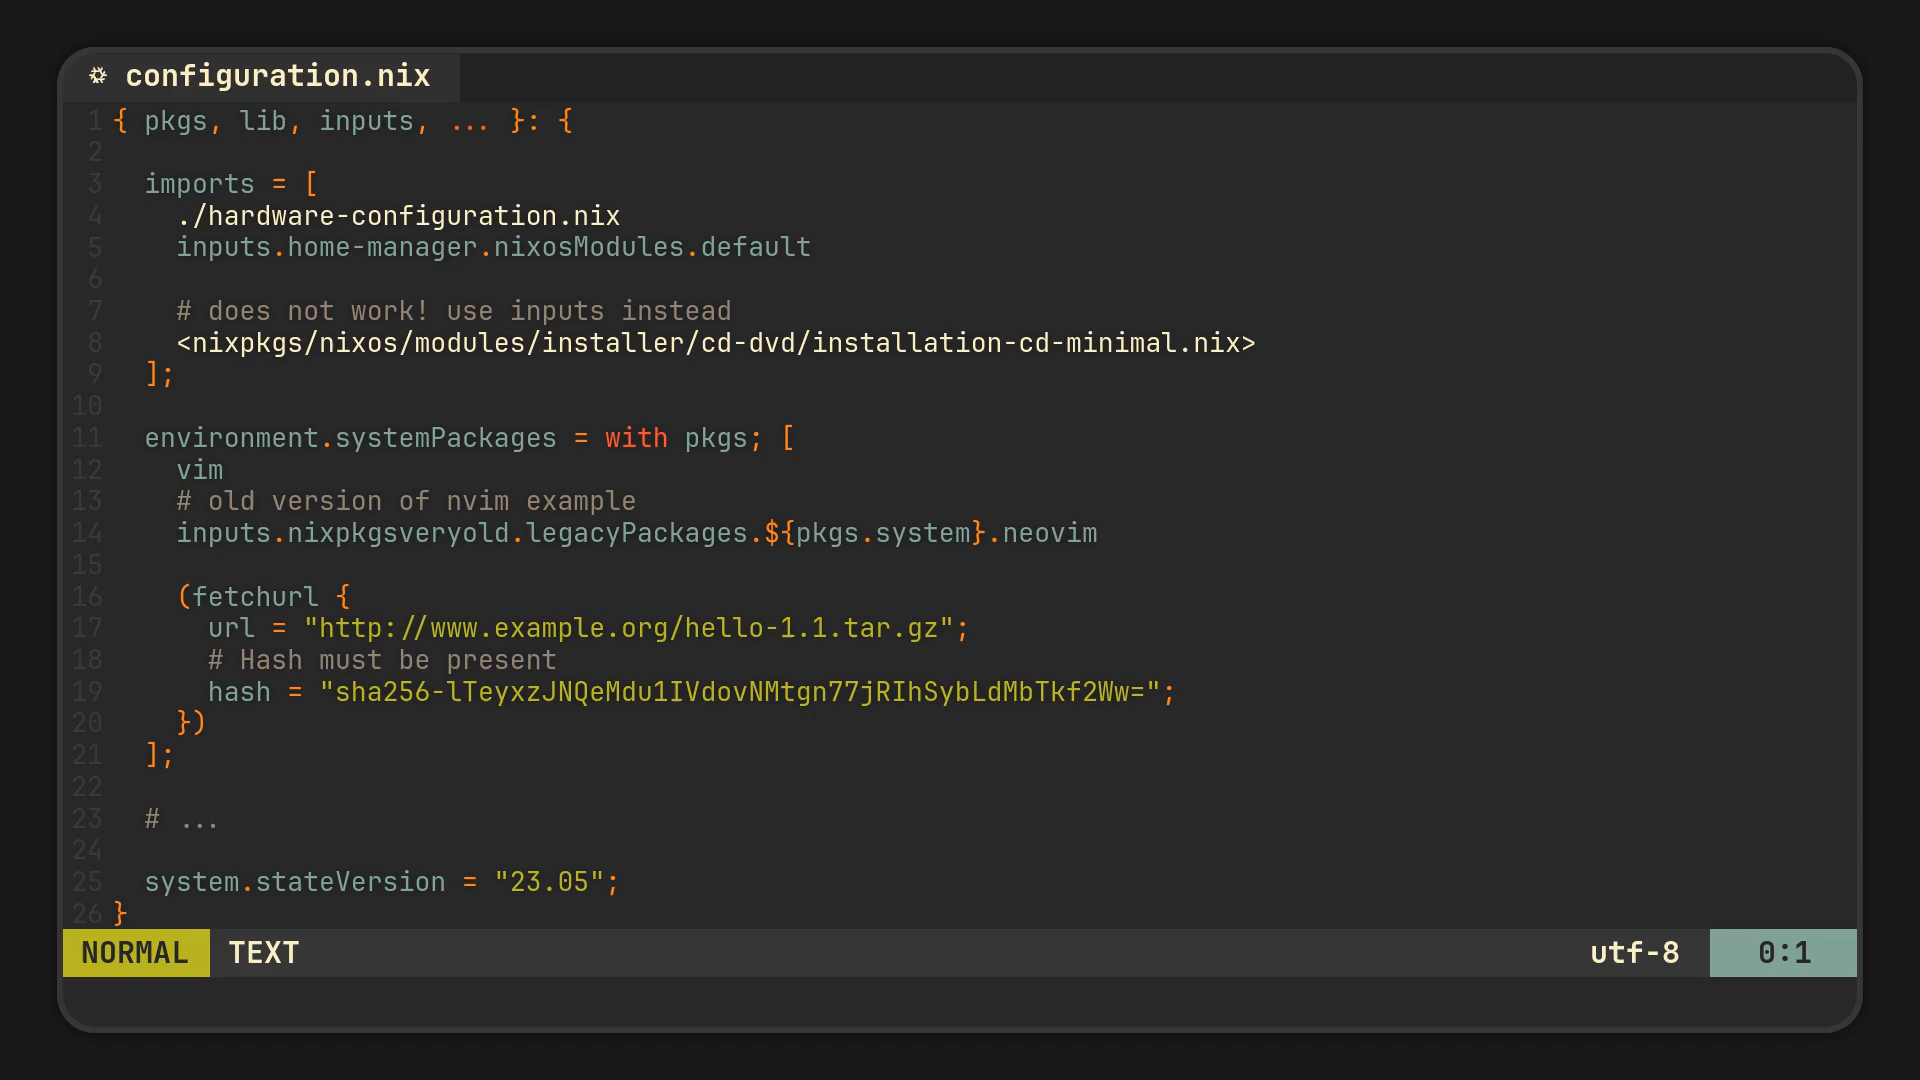 configuration.nix
1 { pkgs, lib, inputs, ... }: {
2
3   imports = [
4     ./hardware-configuration.nix
5     inputs.home-manager.nixosModules.default
6
7     # does not work! use inputs instead
8     <nixpkgs/nixos/modules/installer/cd-dvd/installation-cd-minimal.nix>
9   ];
10
11   environment.systemPackages = with pkgs; [
12     vim
13     # old version of nvim example
14     inputs.nixpkgsveryold.legacyPackages.${pkgs.system}.neovim
15
16     (fetchurl {
17       url = "http://www.example.org/hello-1.1.tar.gz";
18       # Hash must be present
19       hash = "sha256-lTeyxzJNQeMdu1IVdovNMtgn77jRIhSybLdMbTkf2Ww=";
20     })
21   ];
22
23   # ...
24
25   system.stateVersion = "23.05";
26 }
NORMAL TEXT utf-8 0:1